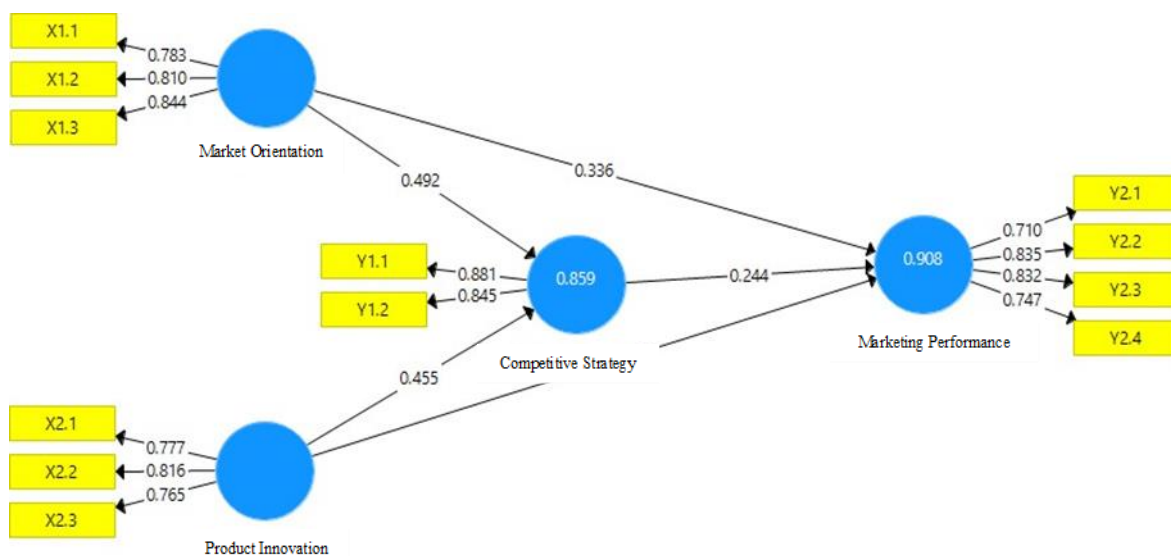 X1.1
0.783
X1.2
0.810
X1.3
0.844
Market Orientation
0.492
0.336
Y1.1
0.881
Y1.2
0.845
0.859
Competitive Strategy
0.244
0.908
Marketing Performance
Y2.1
0.710
Y2.2
0.835
Y2.3
0.832
Y2.4
0.747
0.455
X2.1
0.777
X2.2
0.816
X2.3
0.765
Product Innovation